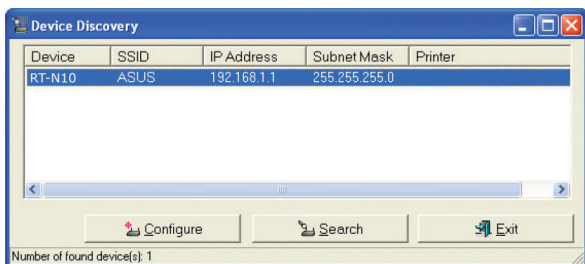 Device Discovery
Device SSID IP Address Subnet Mask Printer
RT-N10 ASUS 192.168.1.1 255.255.255.0
Configure Search Exit
Number of found device(s): 1